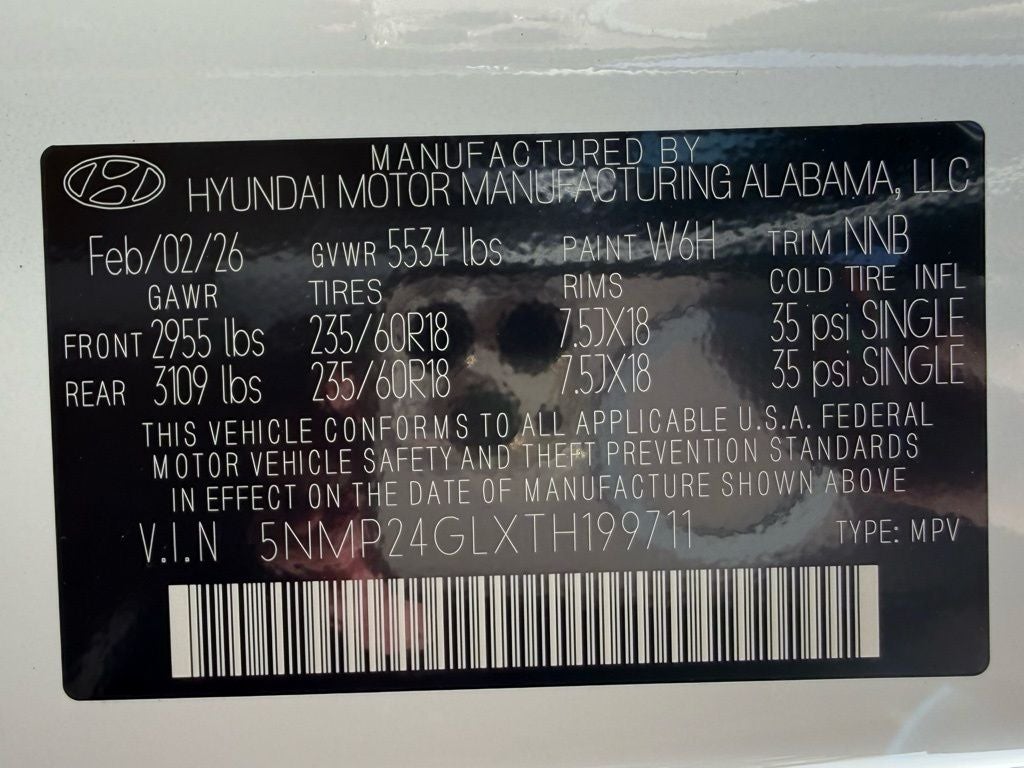 MANUFACTURED BY
HYUNDAI MOTOR MANUFACTURING ALABAMA, LLC
Feb/02/26 GVWR 5534 lbs PAINT W6H TRIM NNB
GAWR TIRES RIMS COLD TIRE INFL
FRONT 2955 lbs 235/60R18 7.5JX18 35 psi SINGLE
REAR 3109 lbs 235/60R18 7.5JX18 35 psi SINGLE
THIS VEHICLE CONFORMS TO ALL APPLICABLE U.S.A. FEDERAL
MOTOR VEHICLE SAFETY AND THEFT PREVENTION STANDARDS
IN EFFECT ON THE DATE OF MANUFACTURE SHOWN ABOVE
V.I.N 5NMP24GLXTH199711 TYPE: MPV